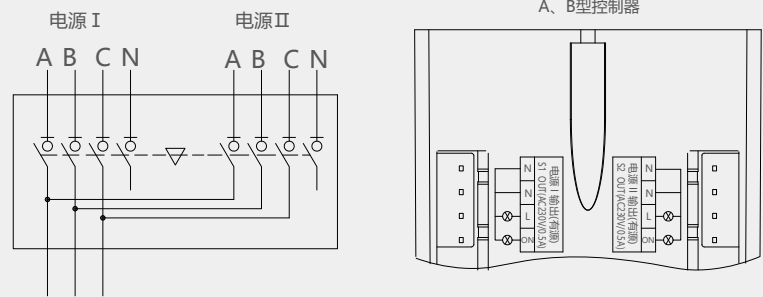 电源Ⅰ
电源Ⅱ
A B C N
A B C N
A、B型控制器
N
N
L
ON
电源Ⅰ输出(有源)
S1 OUT(AC230V/0.5A)
电源Ⅱ输出(有源)
S2 OUT(AC230V/0.5A)
N
N
L
ON